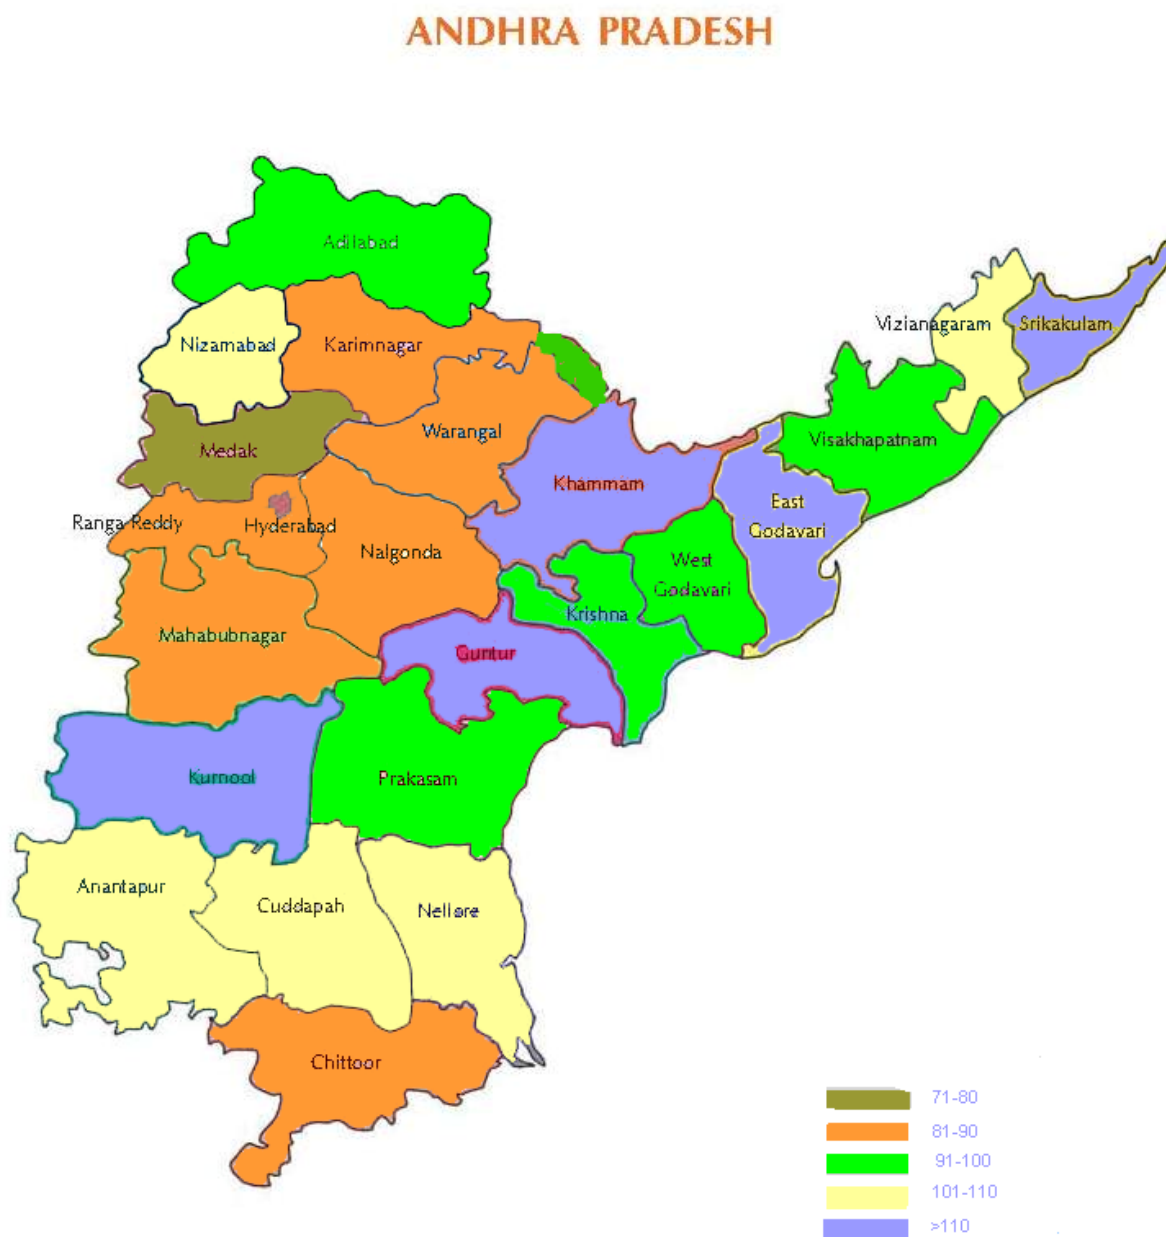 ANDHRA PRADESH
Adilabad
Nizamabad
Karimnagar
Vizianagaram
Srikakulam
Medak
Warangal
Visakhapatnam
Khammam
Ranga Reddy
Hyderabad
East
Godavari
Nalgonda
West
Godavari
Krishna
Mahabubnagar
Guntur
Kurnool
Prakasam
Anantapur
Cuddapah
Nellore
Chittoor
71-80
81-90
91-100
101-110
>110